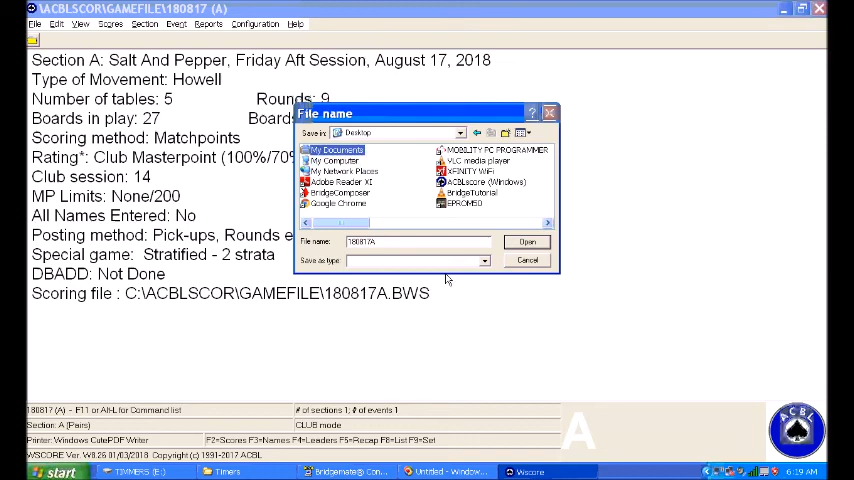 C:\ACBLSCOR\GAMEFILE\180817 (A)
File Edit View Scores Section Event Reports Configuration Help
Section A: Salt And Pepper, Friday Aft Session, August 17, 2018
Type of Movement: Howell
Number of tables: 5 Rounds: 9
Boards in play: 27 Boards
Scoring method: Matchpoints
Rating*: Club Masterpoint (100%/70%
Club session: 14
MP Limits: None/200
All Names Entered: No
Posting method: Pick-ups, Rounds e
Special game: Stratified - 2 strata
DBADD: Not Done
Scoring file : C:\ACBLSCOR\GAMEFILE\180817A.BWS
File name
Save in: Desktop
My Documents
My Computer
My Network Places
Adobe Reader XI
BridgeComposer
Google Chrome
MOBILITY PC PROGRAMMER
VLC media player
XFINITY WiFi
ACBLscore (Windows)
BridgeTutorial
EPROM50
File name: 180817A Open
Save as type: Cancel
180817 (A) - F11 or Alt-L for Command list # of sections 1; # of events 1
Section: A (Pairs) CLUB mode
Printer: Windows CutePDF Writer F2=Scores F3=Names F4=Leaders F5=Recap F8=List F9=Set
WSCORE Ver. W8.26 01/03/2018 Copyright (c) 1991-2017 ACBL
A
ACBL
start TIMMERS (E:) Timers Bridgemate® Con... Untitled - Window... Wscore 6:19 AM